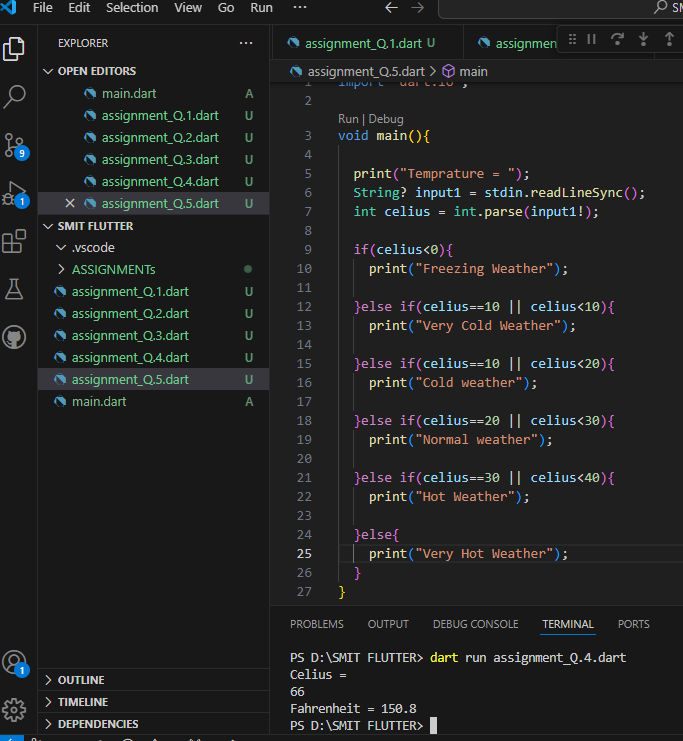 File Edit Selection View Go Run ···
SM
EXPLORER ···
OPEN EDITORS
main.dart A
assignment_Q.1.dart U
assignment_Q.2.dart U
assignment_Q.3.dart U
assignment_Q.4.dart U
assignment_Q.5.dart U
SMIT FLUTTER
.vscode
ASSIGNMENTs
assignment_Q.1.dart U
assignment_Q.2.dart U
assignment_Q.3.dart U
assignment_Q.4.dart U
assignment_Q.5.dart U
main.dart A
OUTLINE
TIMELINE
DEPENDENCIES
9
1
1
assignment_Q.1.dart U
assignmen
assignment_Q.5.dart > main
1 import 'dart:io';
2
Run | Debug
3 void main(){
4
5 print("Temprature = ");
6 String? input1 = stdin.readLineSync();
7 int celius = int.parse(input1!);
8
9 if(celius<0){
10 print("Freezing Weather");
11
12 }else if(celius==10 || celius<10){
13 print("Very Cold Weather");
14
15 }else if(celius==10 || celius<20){
16 print("Cold weather");
17
18 }else if(celius==20 || celius<30){
19 print("Normal weather");
20
21 }else if(celius==30 || celius<40){
22 print("Hot Weather");
23
24 }else{
25 print("Very Hot Weather");
26 }
27 }
PROBLEMS OUTPUT DEBUG CONSOLE TERMINAL PORTS
PS D:\SMIT FLUTTER> dart run assignment_Q.4.dart
Celius =
66
Fahrenheit = 150.8
PS D:\SMIT FLUTTER>